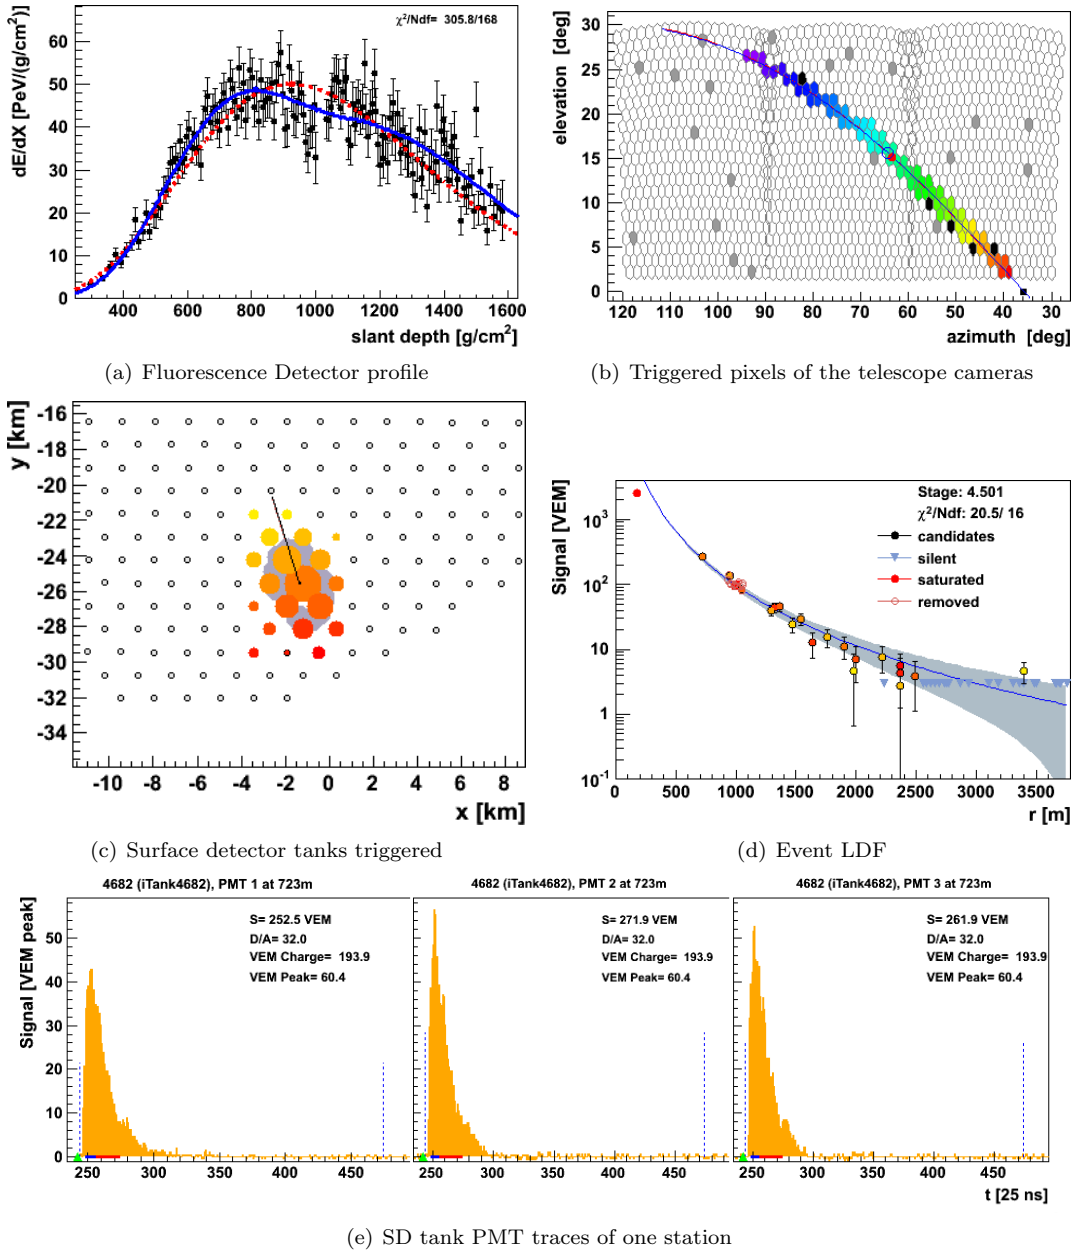 χ²/Ndf= 305.8/168
dE/dX [PeV/(g/cm²)]
60
50
40
30
20
10
0
400 600 800 1000 1200 1400 1600
slant depth [g/cm²]
(a) Fluorescence Detector profile
elevation [deg]
30
25
20
15
10
5
0
120 110 100 90 80 70 60 50 40 30
azimuth [deg]
(b) Triggered pixels of the telescope cameras
y [km]
-16
-18
-20
-22
-24
-26
-28
-30
-32
-34
-10 -8 -6 -4 -2 0 2 4 6 8
x [km]
(c) Surface detector tanks triggered
Signal [VEM]
Stage: 4.501
χ²/Ndf: 20.5/ 16
candidates
silent
saturated
removed
10³
10²
10
1
10⁻¹
0 500 1000 1500 2000 2500 3000 3500
r [m]
(d) Event LDF
4682 (iTank4682), PMT 1 at 723m
Signal [VEM peak]
S= 252.5 VEM
D/A= 32.0
VEM Charge= 193.9
VEM Peak= 60.4
50
40
30
20
10
0
250 300 350 400 450
4682 (iTank4682), PMT 2 at 723m
S= 271.9 VEM
D/A= 32.0
VEM Charge= 193.9
VEM Peak= 60.4
250 300 350 400 450
4682 (iTank4682), PMT 3 at 723m
S= 261.9 VEM
D/A= 32.0
VEM Charge= 193.9
VEM Peak= 60.4
250 300 350 400 450
t [25 ns]
(e) SD tank PMT traces of one station